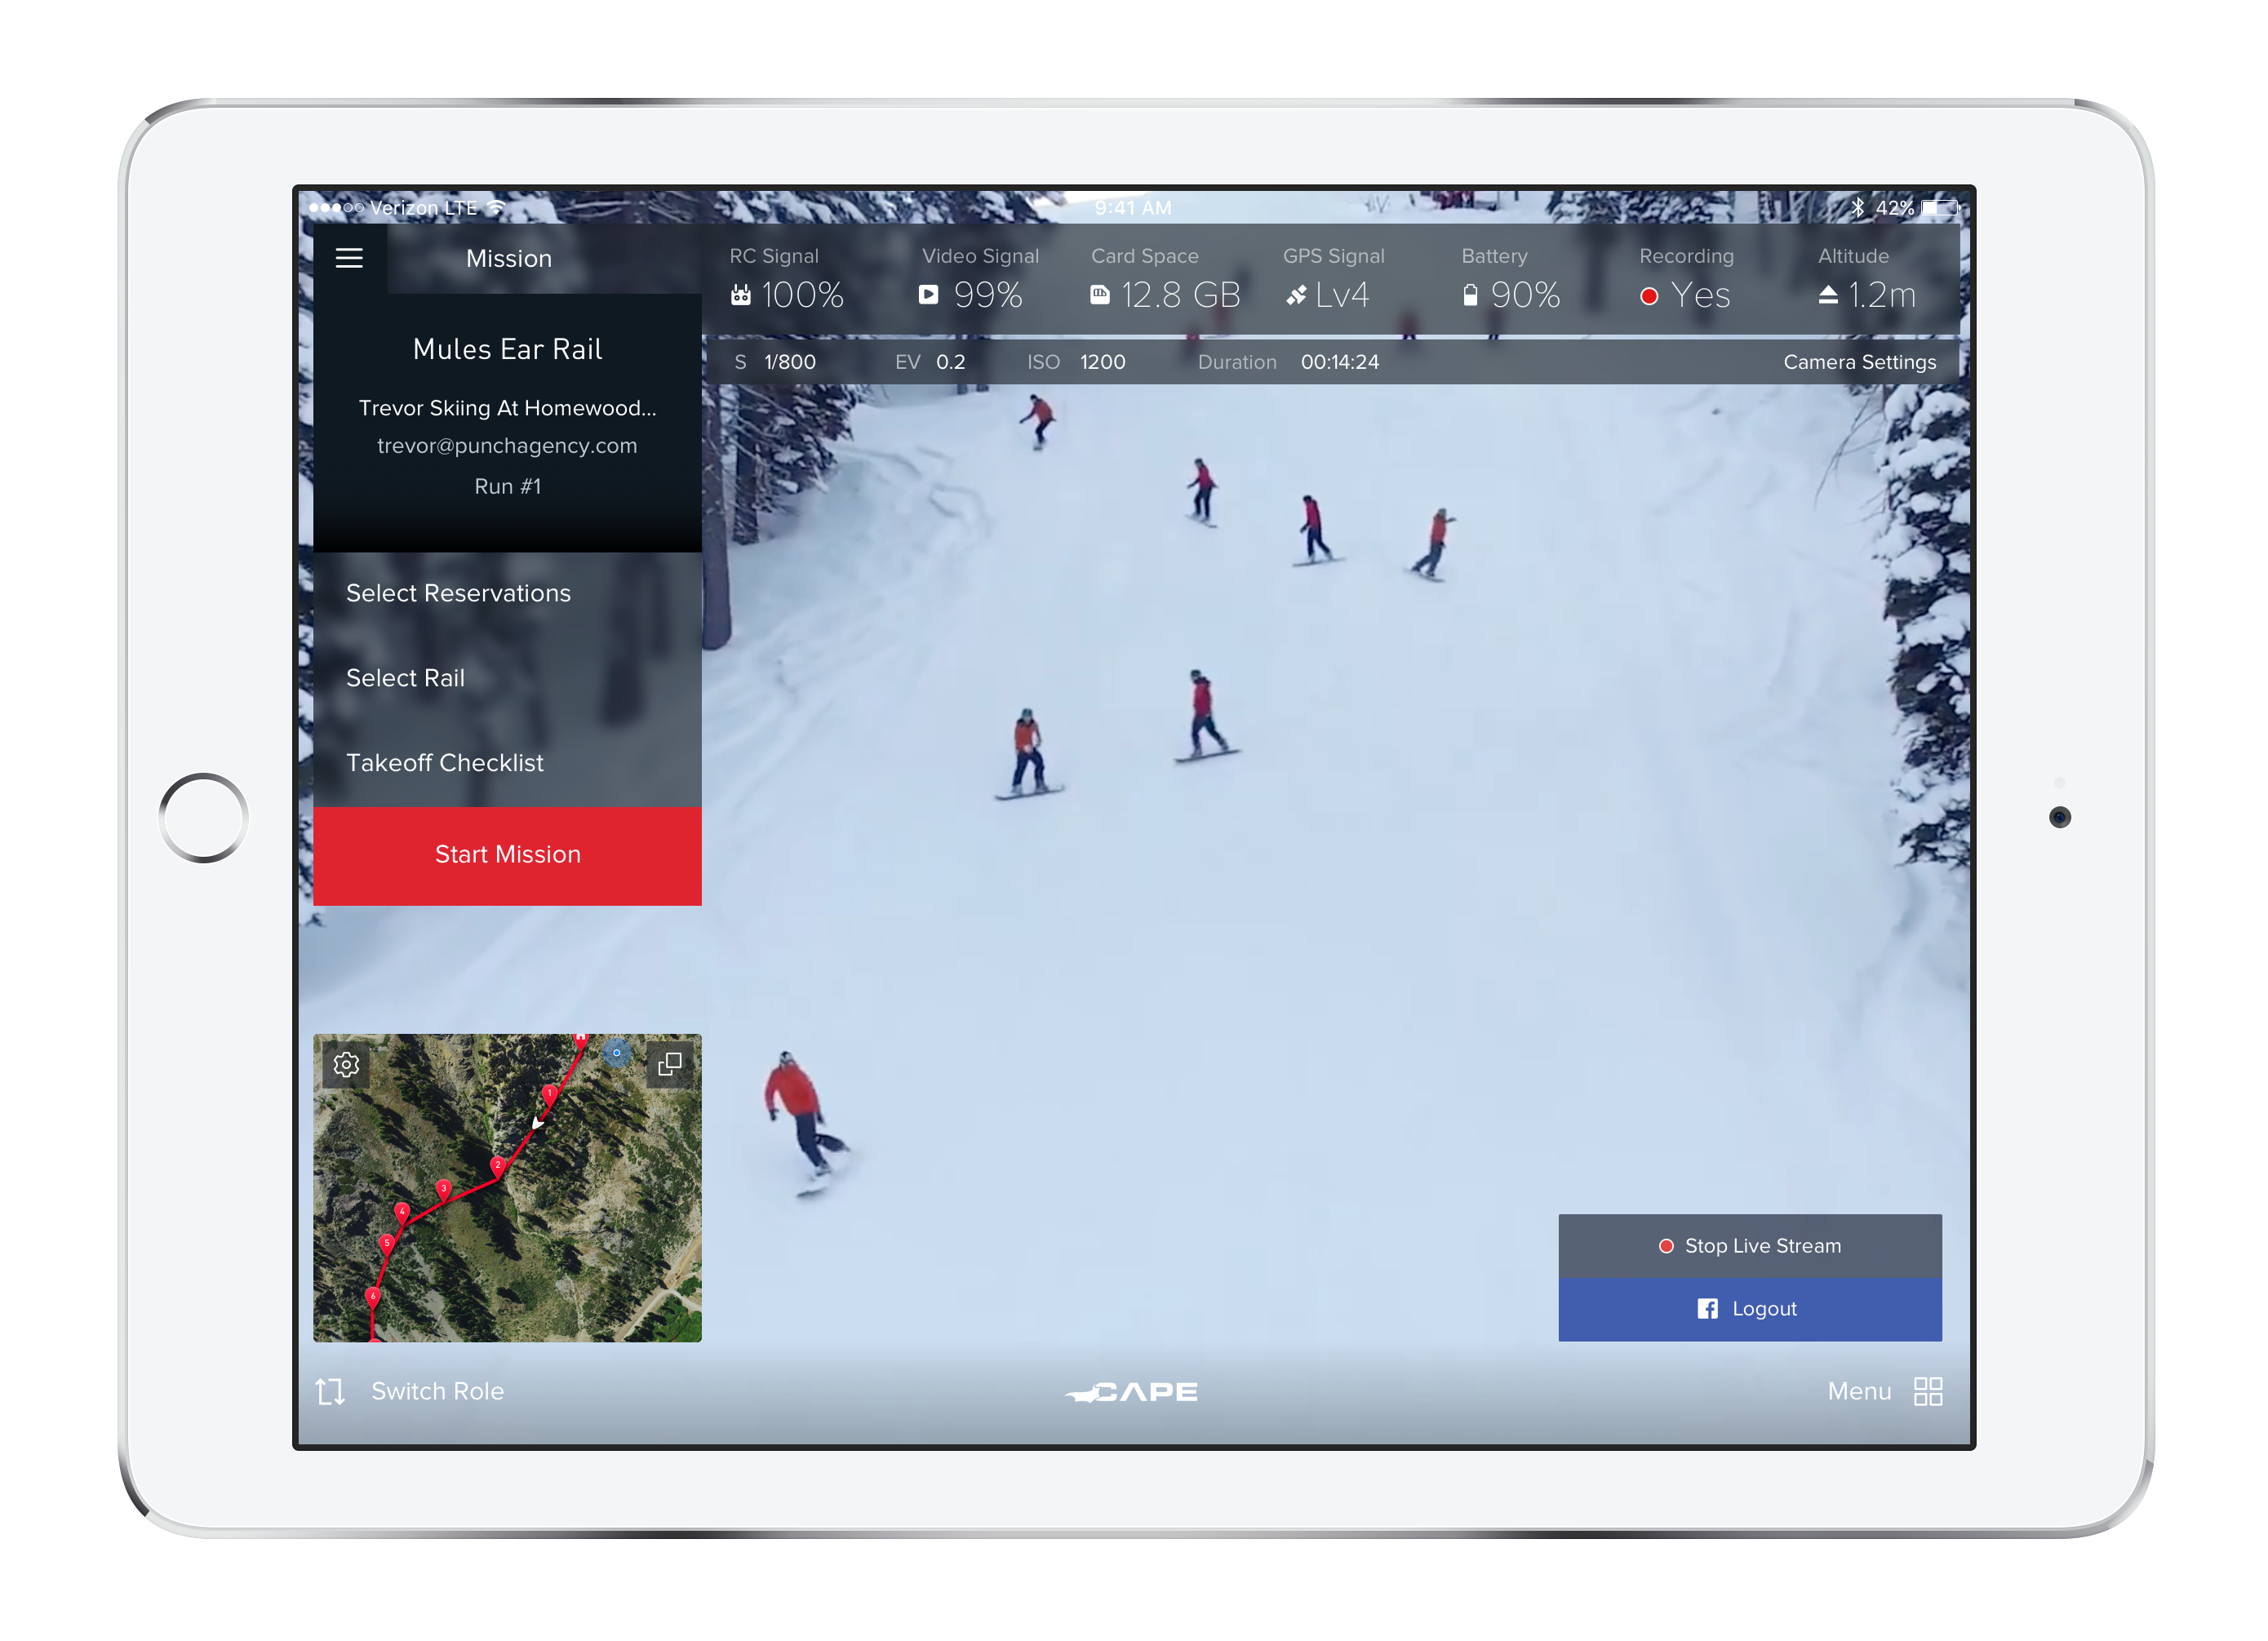 Verizon LTE 9:41 AM 42%
Mission
RC Signal Video Signal Card Space GPS Signal Battery Recording Altitude
100% 99% 12.8 GB Lv4 90% Yes 1.2m
S 1/800 EV 0.2 ISO 1200 Duration 00:14:24 Camera Settings
Mules Ear Rail
Trevor Skiing At Homewood...
trevor@punchagency.com
Run #1
Select Reservations
Select Rail
Takeoff Checklist
Start Mission
H
1
2
3
4
5
6
Stop Live Stream
Logout
Switch Role CAPE Menu